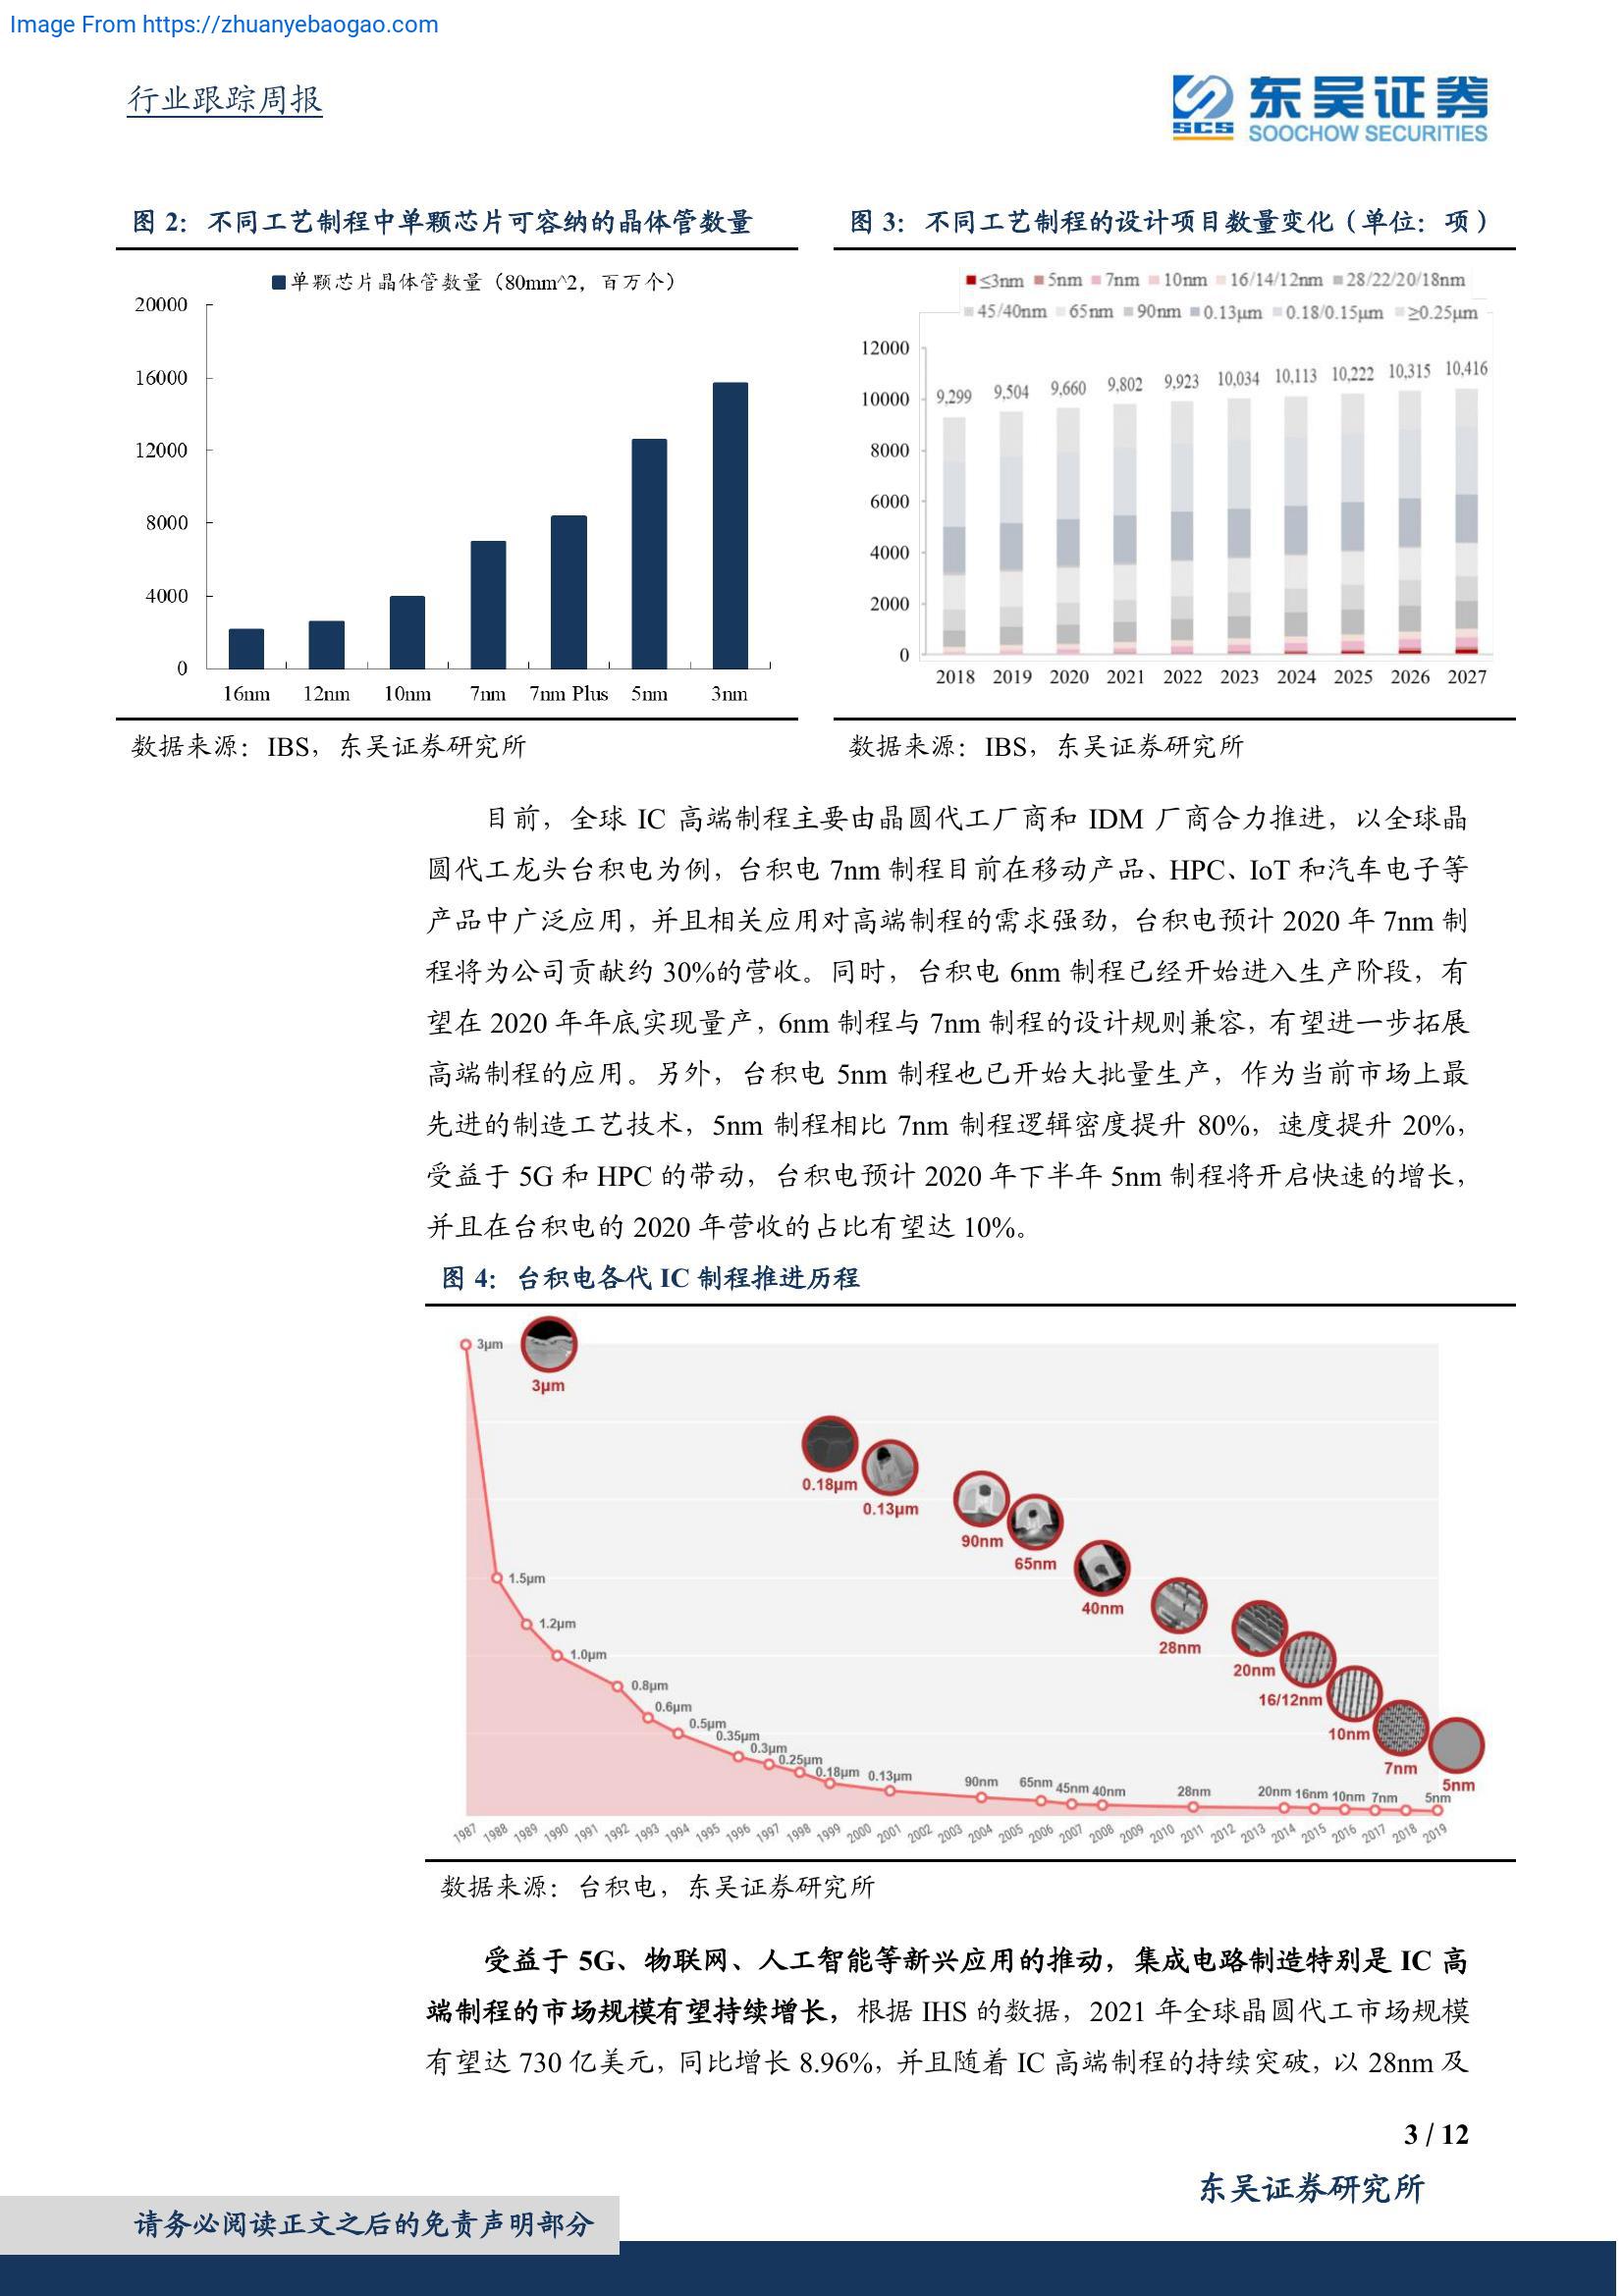 Image From https://zhuanyebaogao.com
行业跟踪周报
SCS 东吴证券
SOOCHOW SECURITIES
图 2：不同工艺制程中单颗芯片可容纳的晶体管数量
单颗芯片晶体管数量（80mm^2，百万个）
20000
16000
12000
8000
4000
0
16nm 12nm 10nm 7nm 7nm Plus 5nm 3nm
数据来源：IBS，东吴证券研究所
图 3：不同工艺制程的设计项目数量变化（单位：项）
≤3nm 5nm 7nm 10nm 16/14/12nm 28/22/20/18nm
45/40nm 65nm 90nm 0.13μm 0.18/0.15μm ≥0.25μm
12000
10000
8000
6000
4000
2000
0
9,299 9,504 9,660 9,802 9,923 10,034 10,113 10,222 10,315 10,416
2018 2019 2020 2021 2022 2023 2024 2025 2026 2027
数据来源：IBS，东吴证券研究所
目前，全球 IC 高端制程主要由晶圆代工厂商和 IDM 厂商合力推进，以全球晶
圆代工龙头台积电为例，台积电 7nm 制程目前在移动产品、HPC、IoT 和汽车电子等
产品中广泛应用，并且相关应用对高端制程的需求强劲，台积电预计 2020 年 7nm 制
程将为公司贡献约 30%的营收。同时，台积电 6nm 制程已经开始进入生产阶段，有
望在 2020 年年底实现量产，6nm 制程与 7nm 制程的设计规则兼容，有望进一步拓展
高端制程的应用。另外，台积电 5nm 制程也已开始大批量生产，作为当前市场上最
先进的制造工艺技术，5nm 制程相比 7nm 制程逻辑密度提升 80%，速度提升 20%，
受益于 5G 和 HPC 的带动，台积电预计 2020 年下半年 5nm 制程将开启快速的增长，
并且在台积电的 2020 年营收的占比有望达 10%。
图 4：台积电各代 IC 制程推进历程
3μm
1.5μm
1.2μm
1.0μm
0.8μm
0.6μm
0.5μm
0.35μm
0.3μm
0.25μm
0.18μm 0.13μm 90nm 65nm 45nm 40nm 28nm 20nm 16nm 10nm 7nm 5nm
3μm
0.18μm
0.13μm
90nm
65nm
40nm
28nm
20nm
16/12nm
10nm
7nm
5nm
1987 1988 1989 1990 1991 1992 1993 1994 1995 1996 1997 1998 1999 2000 2001 2002 2003 2004 2005 2006 2007 2008 2009 2010 2011 2012 2013 2014 2015 2016 2017 2018 2019
数据来源：台积电，东吴证券研究所
受益于 5G、物联网、人工智能等新兴应用的推动，集成电路制造特别是 IC 高
端制程的市场规模有望持续增长，根据 IHS 的数据，2021 年全球晶圆代工市场规模
有望达 730 亿美元，同比增长 8.96%，并且随着 IC 高端制程的持续突破，以 28nm 及
3 / 12
东吴证券研究所
请务必阅读正文之后的免责声明部分